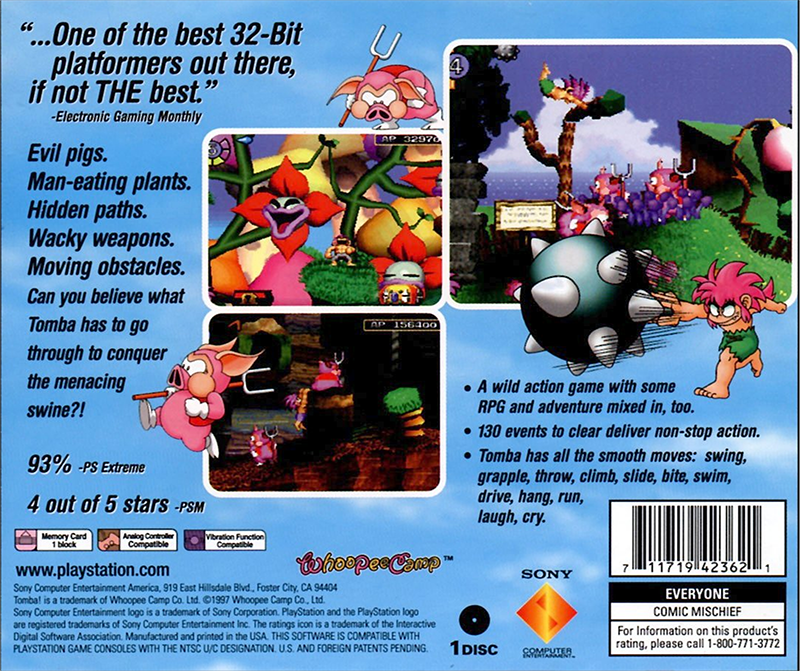 “...One of the best 32-Bit
platformers out there,
if not THE best.”
-Electronic Gaming Monthly
Evil pigs.
Man-eating plants.
Hidden paths.
Wacky weapons.
Moving obstacles.
Can you believe what
Tomba has to go
through to conquer
the menacing
swine?!
93% -PS Extreme
4 out of 5 stars -PSM
AP 32970
4
AP 156400
• A wild action game with some
RPG and adventure mixed in, too.
• 130 events to clear deliver non-stop action.
• Tomba has all the smooth moves: swing,
grapple, throw, climb, slide, bite, swim,
drive, hang, run,
laugh, cry.
Memory Card
1 block
Analog Controller
Compatible
Vibration Function
Compatible
www.playstation.com
WhoopeeCamp™
Sony Computer Entertainment America, 919 East Hillsdale Blvd., Foster City, CA 94404
Tomba! is a trademark of Whoopee Camp Co. Ltd. ©1997 Whoopee Camp Co., Ltd.
Sony Computer Entertainment logo is a trademark of Sony Corporation. PlayStation and the PlayStation logo
are registered trademarks of Sony Computer Entertainment Inc. The ratings icon is a trademark of the Interactive
Digital Software Association. Manufactured and printed in the USA. THIS SOFTWARE IS COMPATIBLE WITH
PLAYSTATION GAME CONSOLES WITH THE NTSC U/C DESIGNATION. U.S. AND FOREIGN PATENTS PENDING.
1 DISC
SONY
COMPUTER
ENTERTAINMENT™
7 11719 42362 1
EVERYONE
COMIC MISCHIEF
For Information on this product's
rating, please call 1-800-771-3772